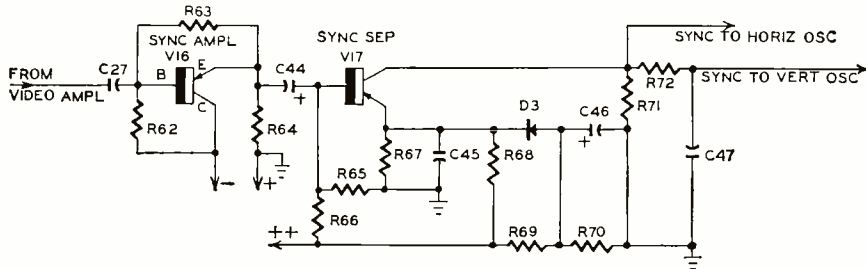 R63
SYNC AMPL
V16
SYNC SEP
V17
SYNC TO HORIZ OSC
FROM
VIDEO AMPL
C27
B
E
C
C44
+
R72
SYNC TO VERT OSC
R62
R64
D3
C46
+
R71
R67
C45
R68
C47
R65
R66
-
+
++
R69
R70